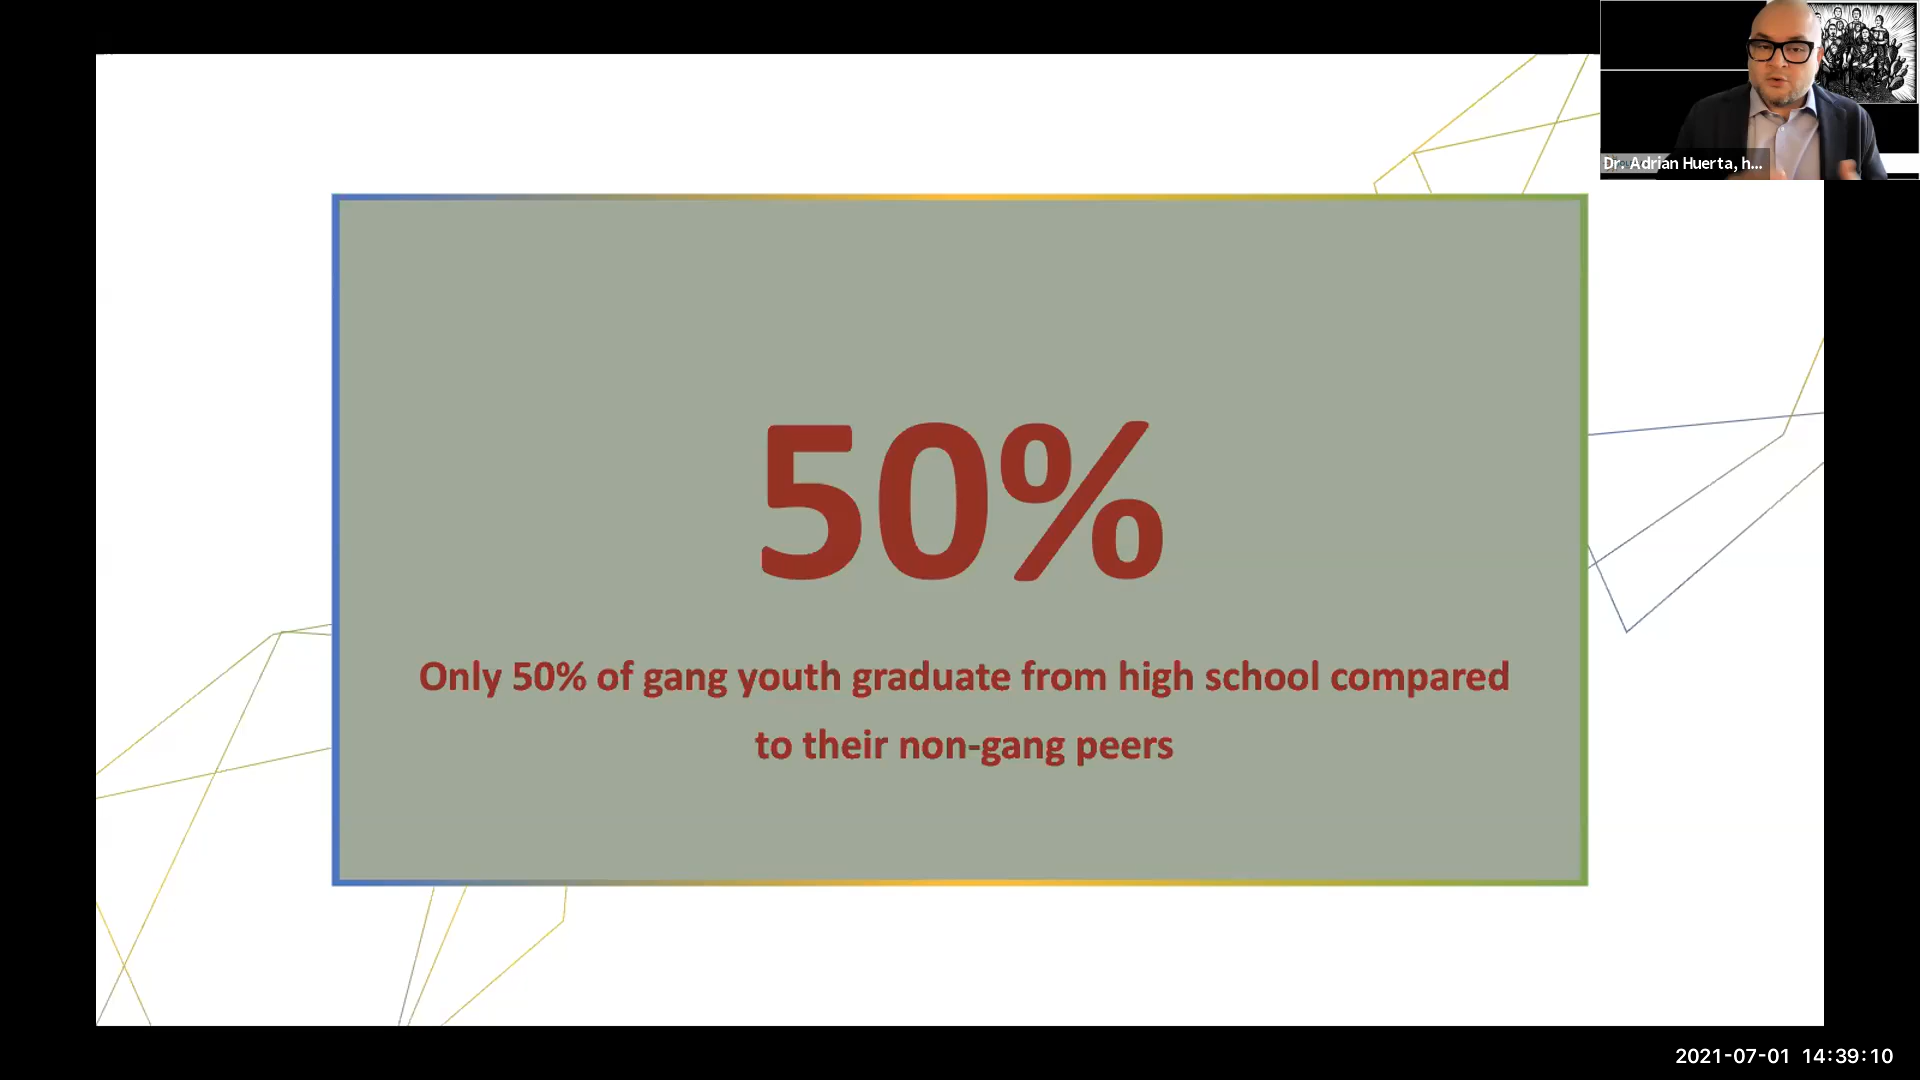 Dr. Adrian Huerta, h...
50%
Only 50% of gang youth graduate from high school compared
to their non-gang peers
2021-07-01 14:39:10